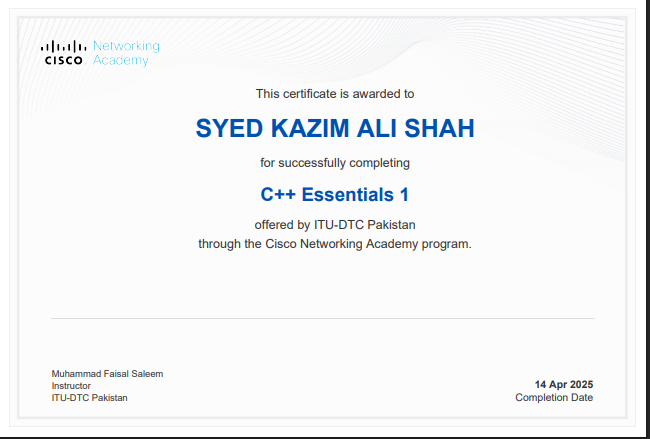 CISCO
Networking
Academy
This certificate is awarded to
SYED KAZIM ALI SHAH
for successfully completing
C++ Essentials 1
offered by ITU-DTC Pakistan
through the Cisco Networking Academy program.
Muhammad Faisal Saleem
Instructor
ITU-DTC Pakistan
14 Apr 2025
Completion Date